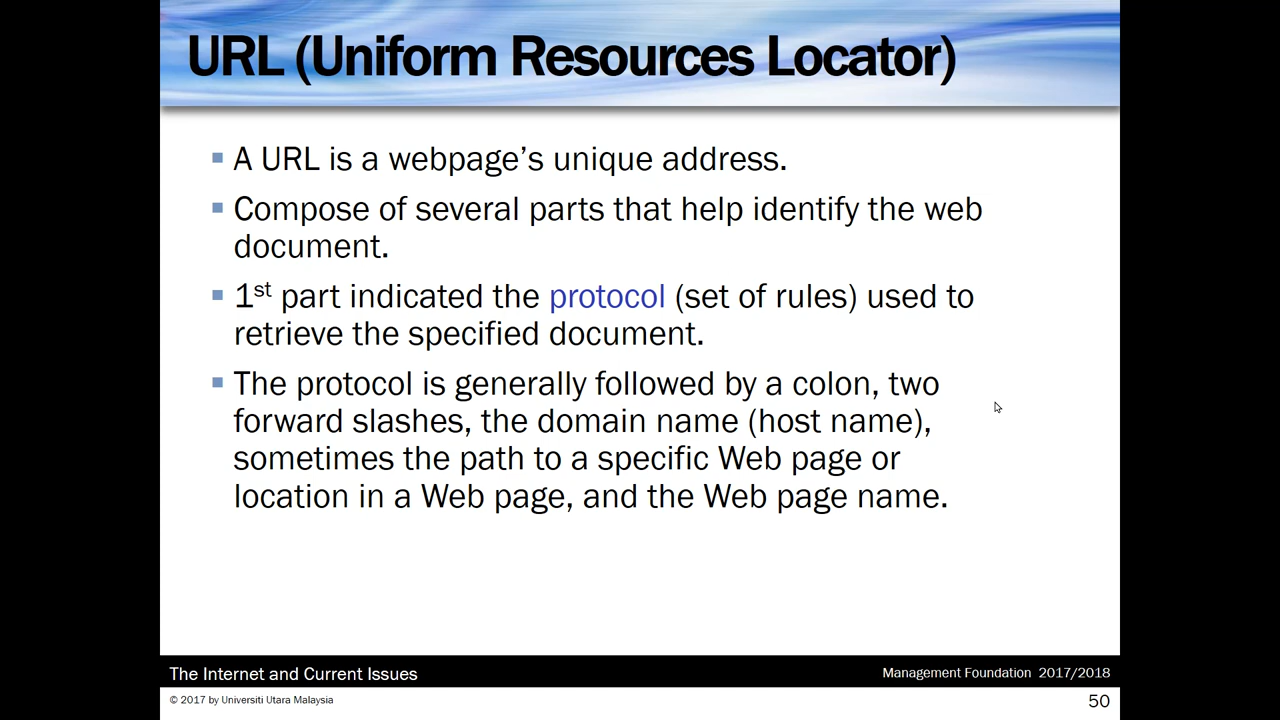 URL (Uniform Resources Locator)
A URL is a webpage’s unique address.
Compose of several parts that help identify the web
document.
1st part indicated the protocol (set of rules) used to
retrieve the specified document.
The protocol is generally followed by a colon, two
forward slashes, the domain name (host name),
sometimes the path to a specific Web page or
location in a Web page, and the Web page name.
The Internet and Current Issues
Management Foundation 2017/2018
© 2017 by Universiti Utara Malaysia
50